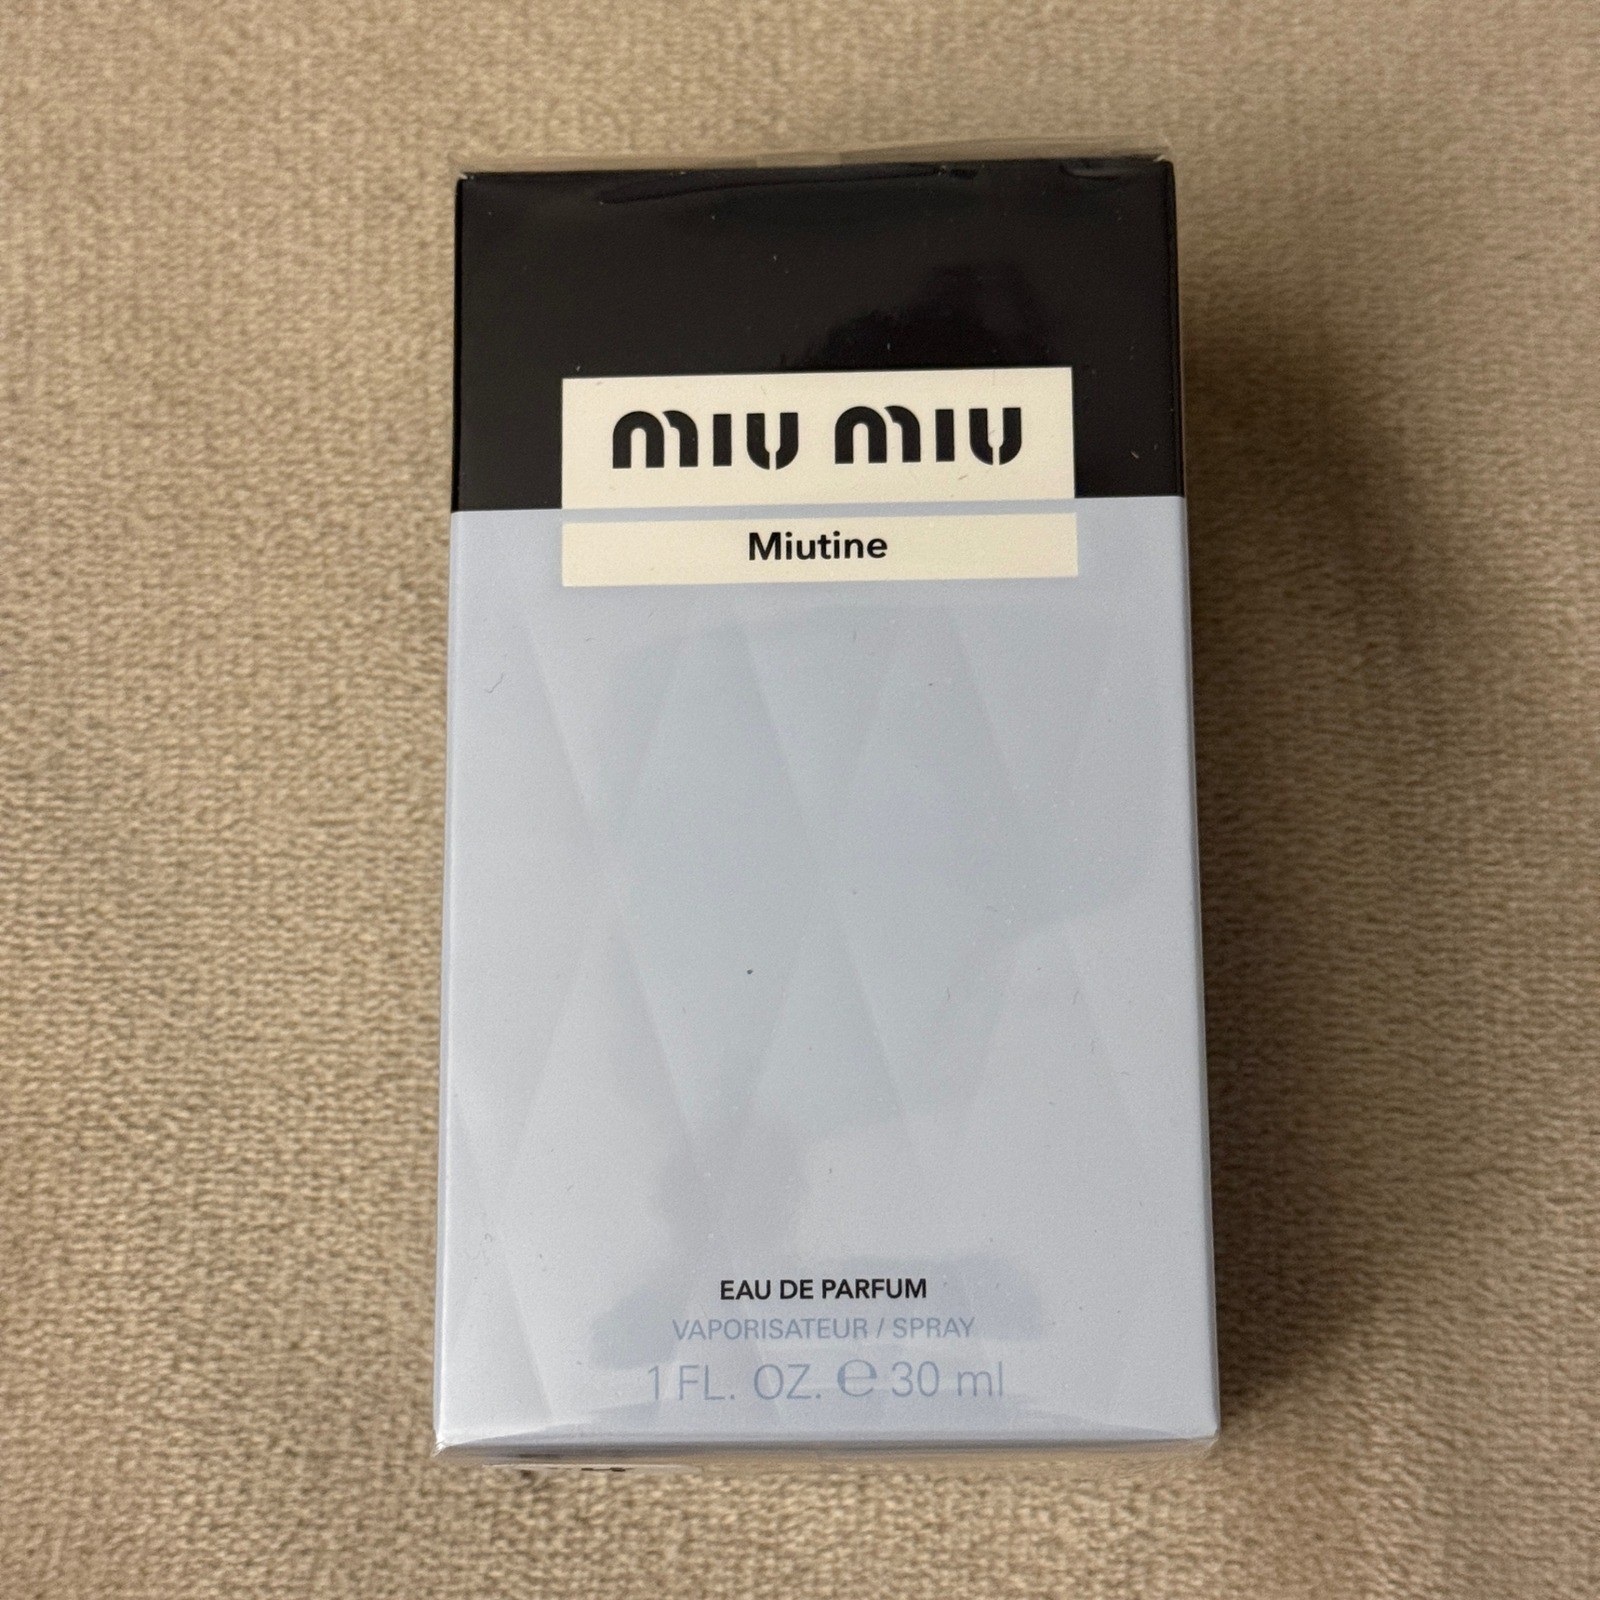 miu miu
Miutine
EAU DE PARFUM
VAPORISATEUR / SPRAY
1 FL. OZ. ℮ 30 ml